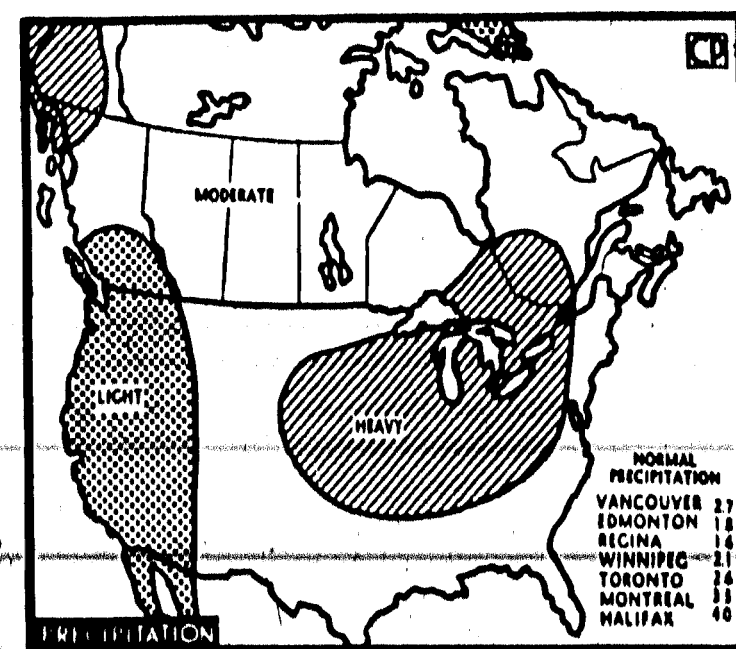 CP
MODERATE
LIGHT
HEAVY
NORMAL
PRECIPITATION
VANCOUVER 2.7
EDMONTON 1.8
REGINA 1.4
WINNIPEG 2.1
TORONTO 2.6
MONTREAL 3.5
HALIFAX 4.0
PRECIPITATION